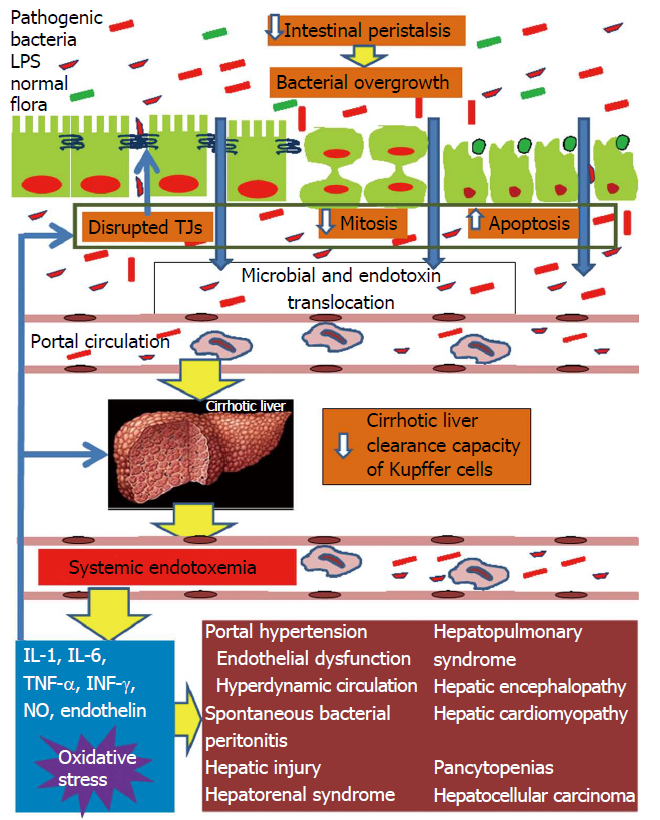 Pathogenic
bacteria
LPS
normal
flora
Intestinal peristalsis
Bacterial overgrowth
Disrupted TJs
Mitosis
Apoptosis
Microbial and endotoxin
translocation
Portal circulation
Cirrhotic liver
Cirrhotic liver
clearance capacity
of Kupffer cells
Systemic endotoxemia
IL-1, IL-6,
TNF-α, INF-γ,
NO, endothelin
Oxidative
stress
Portal hypertension
Endothelial dysfunction
Hyperdynamic circulation
Spontaneous bacterial
peritonitis
Hepatic injury
Hepatorenal syndrome
Hepatopulmonary
syndrome
Hepatic encephalopathy
Hepatic cardiomyopathy
Pancytopenias
Hepatocellular carcinoma